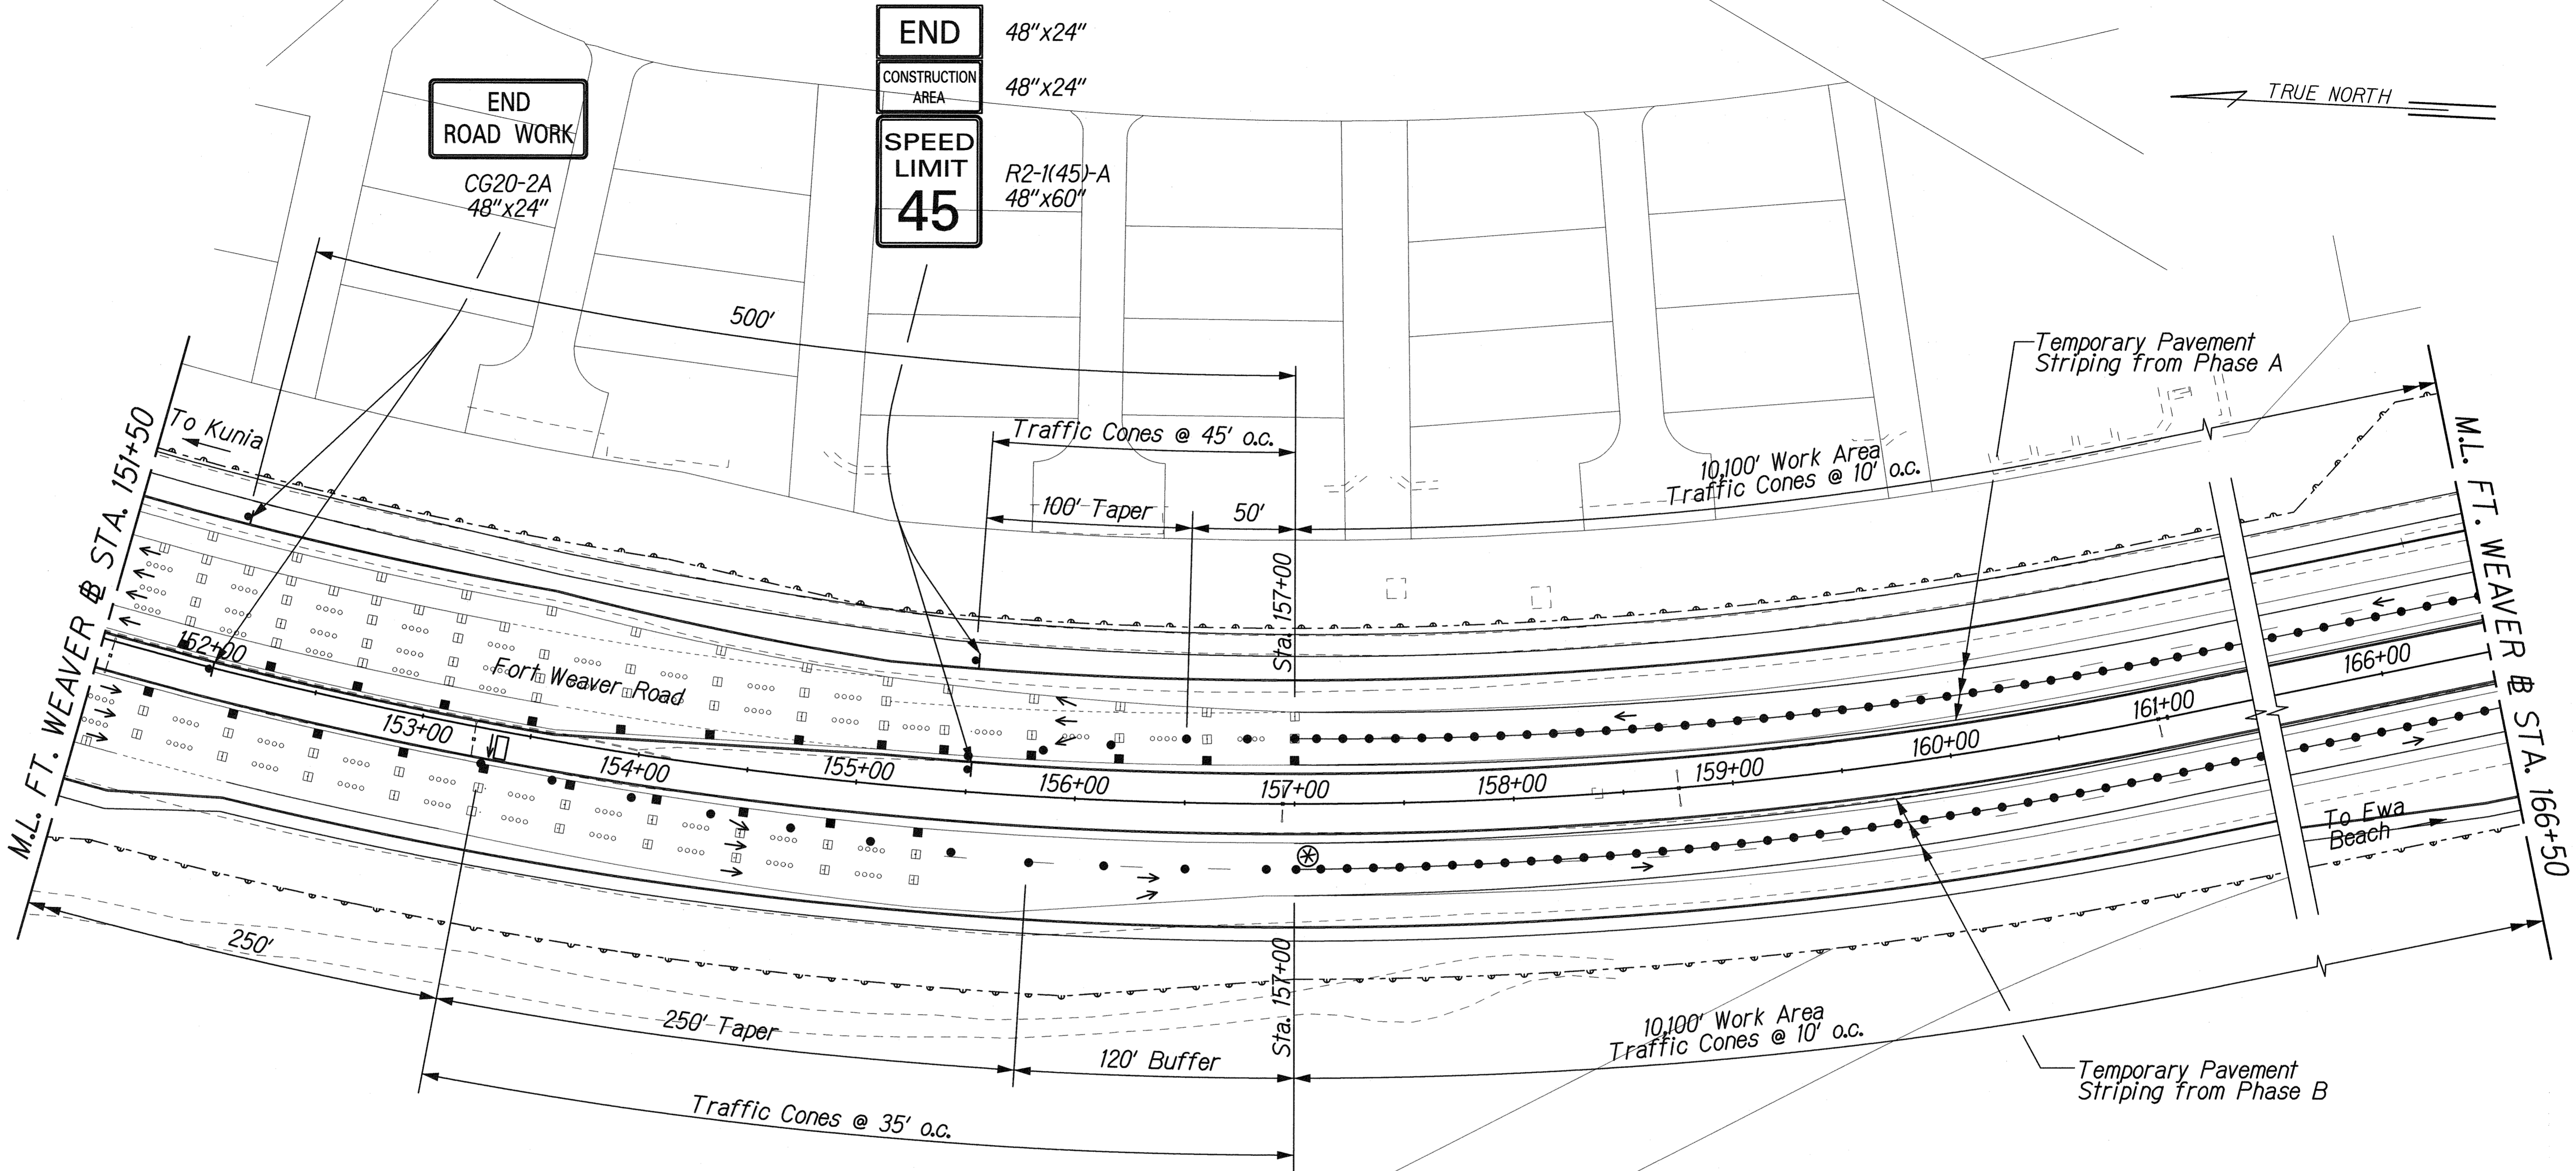 END
48"x24"
CONSTRUCTION
AREA
48"x24"
SPEED
LIMIT
45
R2-1(45)-A
48"x60"
END
ROAD WORK
CG20-2A
48"x24"
TRUE NORTH
500'
Temporary Pavement
Striping from Phase A
To Kunia
Traffic Cones @ 45' o.c.
10,100' Work Area
Traffic Cones @ 10' o.c.
100' Taper
50'
M.L. FT. WEAVER ₿ STA. 151+50
M.L. FT. WEAVER ₿ STA. 166+50
Sta. 157+00
Fort Weaver Road
152+00
153+00
154+00
155+00
156+00
157+00
158+00
159+00
160+00
161+00
166+00
To Ewa
Beach
Sta. 157+00
250'
250' Taper
120' Buffer
10,100' Work Area
Traffic Cones @ 10' o.c.
Temporary Pavement
Striping from Phase B
Traffic Cones @ 35' o.c.